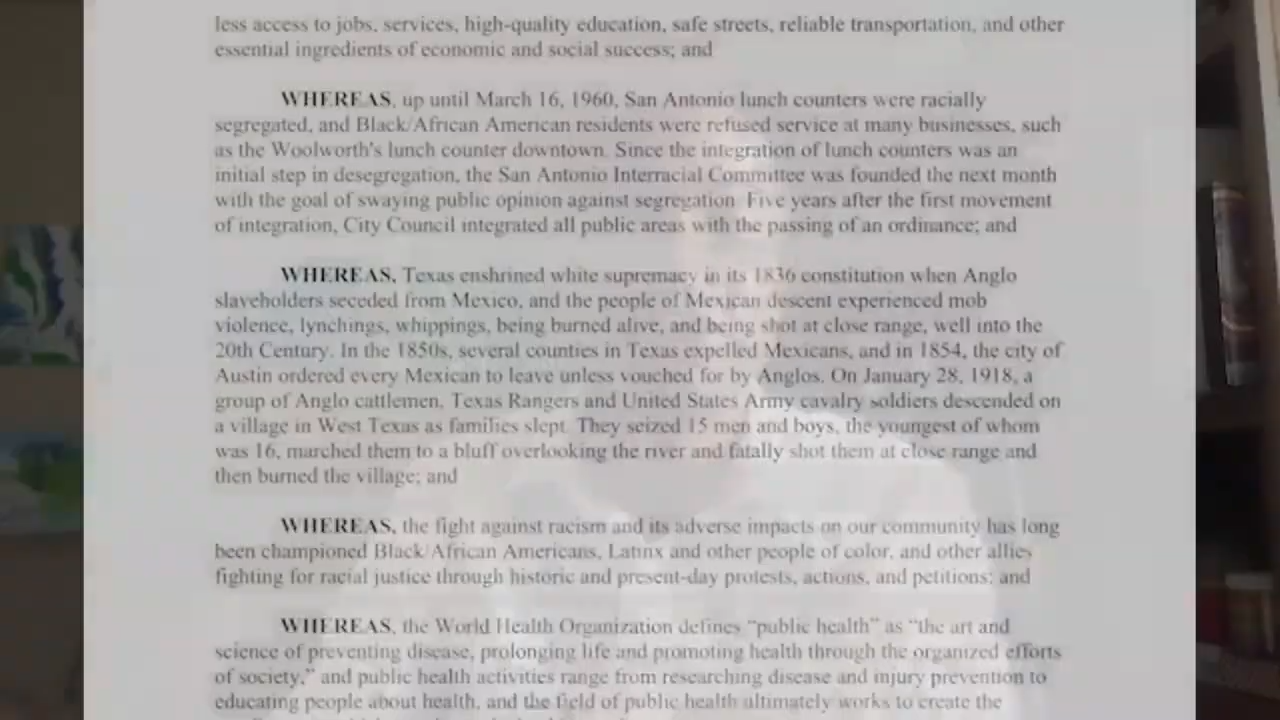 less access to jobs, services, high-quality education, safe streets, reliable transportation, and other
essential ingredients of economic and social success; and
WHEREAS, up until March 16, 1960, San Antonio lunch counters were racially
segregated, and Black/African American residents were refused service at many businesses, such
as the Woolworth's lunch counter downtown. Since the integration of lunch counters was an
initial step in desegregation, the San Antonio Interracial Committee was founded the next month
with the goal of swaying public opinion against segregation. Five years after the first movement
of integration, City Council integrated all public areas with the passing of an ordinance; and
WHEREAS, Texas enshrined white supremacy in its 1836 constitution when Anglo
slaveholders seceded from Mexico, and the people of Mexican descent experienced mob
violence, lynchings, whippings, being burned alive, and being shot at close range, well into the
20th Century. In the 1850s, several counties in Texas expelled Mexicans, and in 1854, the city of
Austin ordered every Mexican to leave unless vouched for by Anglos. On January 28, 1918, a
group of Anglo cattlemen, Texas Rangers and United States Army cavalry soldiers descended on
a village in West Texas as families slept. They seized 15 men and boys, the youngest of whom
was 16, marched them to a bluff overlooking the river and fatally shot them at close range and
then burned the village; and
WHEREAS, the fight against racism and its adverse impacts on our community has long
been championed Black/African Americans, Latinx and other people of color, and other allies
fighting for racial justice through historic and present-day protests, actions, and petitions; and
WHEREAS, the World Health Organization defines "public health" as "the art and
science of preventing disease, prolonging life and promoting health through the organized efforts
of society," and public health activities range from researching disease and injury prevention to
educating people about health, and the field of public health ultimately works to create the